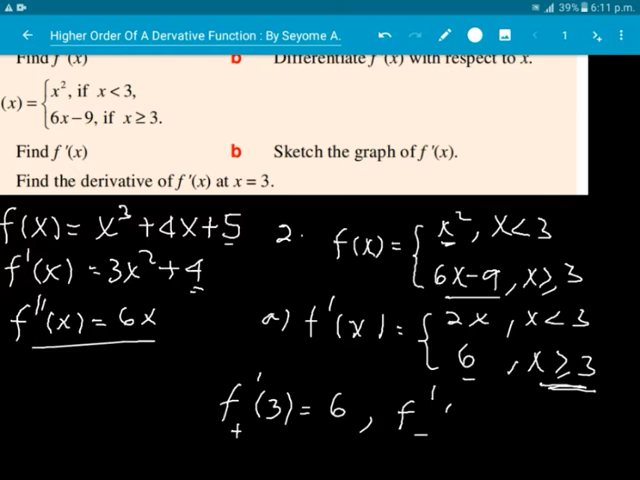 39% 6:11 p.m.
Higher Order Of A Dervative Function : By Seyome A.
1
Find f'(x) b Differentiate f'(x) with respect to x.
(x) = { x², if x < 3,
6x − 9, if x ≥ 3.
Find f'(x) b Sketch the graph of f'(x).
Find the derivative of f'(x) at x = 3.
f(x) = x³ + 4x + 5
f'(x) = 3x² + 4
f''(x) = 6x
2. f(x) = { x², x < 3
6x − 9, x ≥ 3
a) f'(x) = { 2x, x < 3
6, x ≥ 3
f'₊(3) = 6, f'₋(